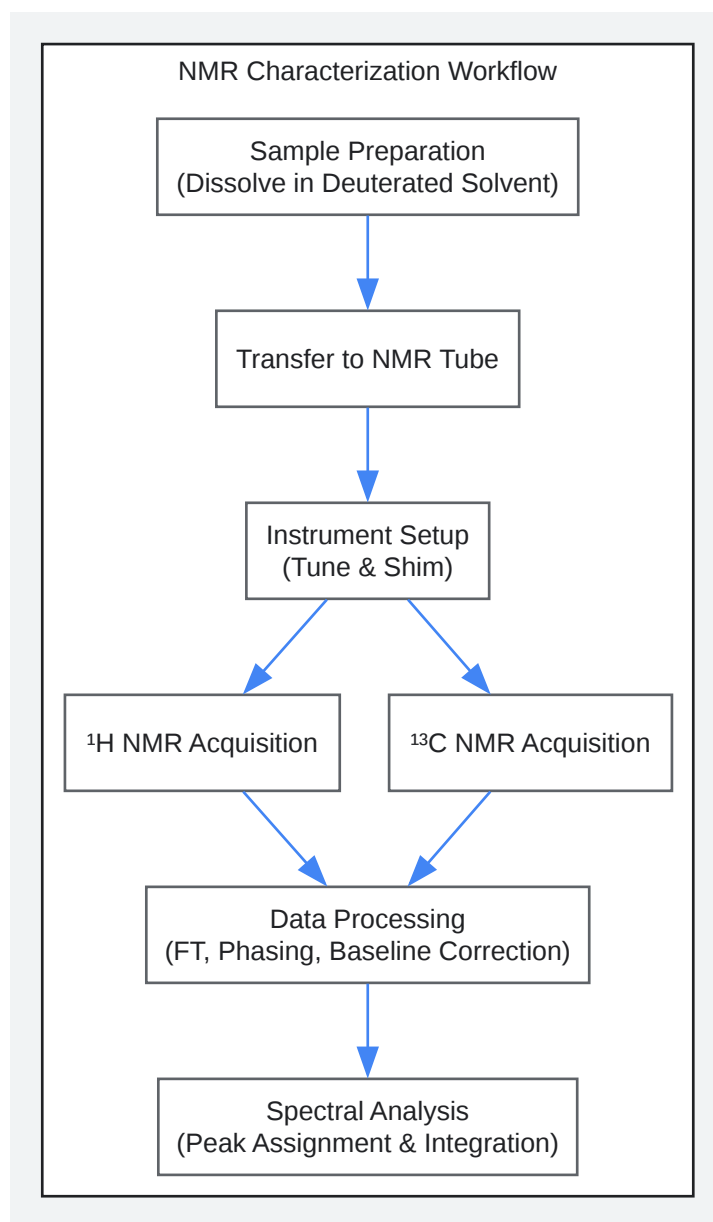 NMR Characterization Workflow
Sample Preparation
(Dissolve in Deuterated Solvent)
Transfer to NMR Tube
Instrument Setup
(Tune & Shim)
¹H NMR Acquisition
¹³C NMR Acquisition
Data Processing
(FT, Phasing, Baseline Correction)
Spectral Analysis
(Peak Assignment & Integration)